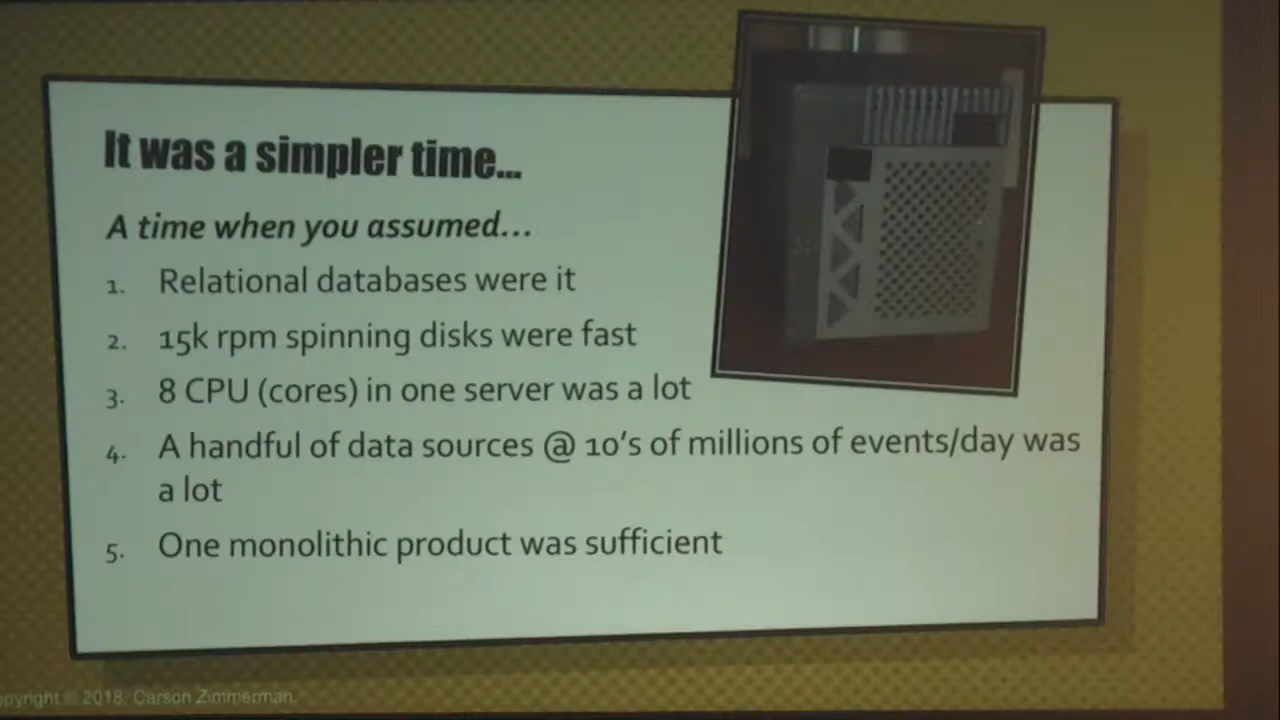 It was a simpler time...
A time when you assumed...
1. Relational databases were it
2. 15k rpm spinning disks were fast
3. 8 CPU (cores) in one server was a lot
4. A handful of data sources @ 10's of millions of events/day was
a lot
5. One monolithic product was sufficient
opyright © 2018. Carson Zimmerman.